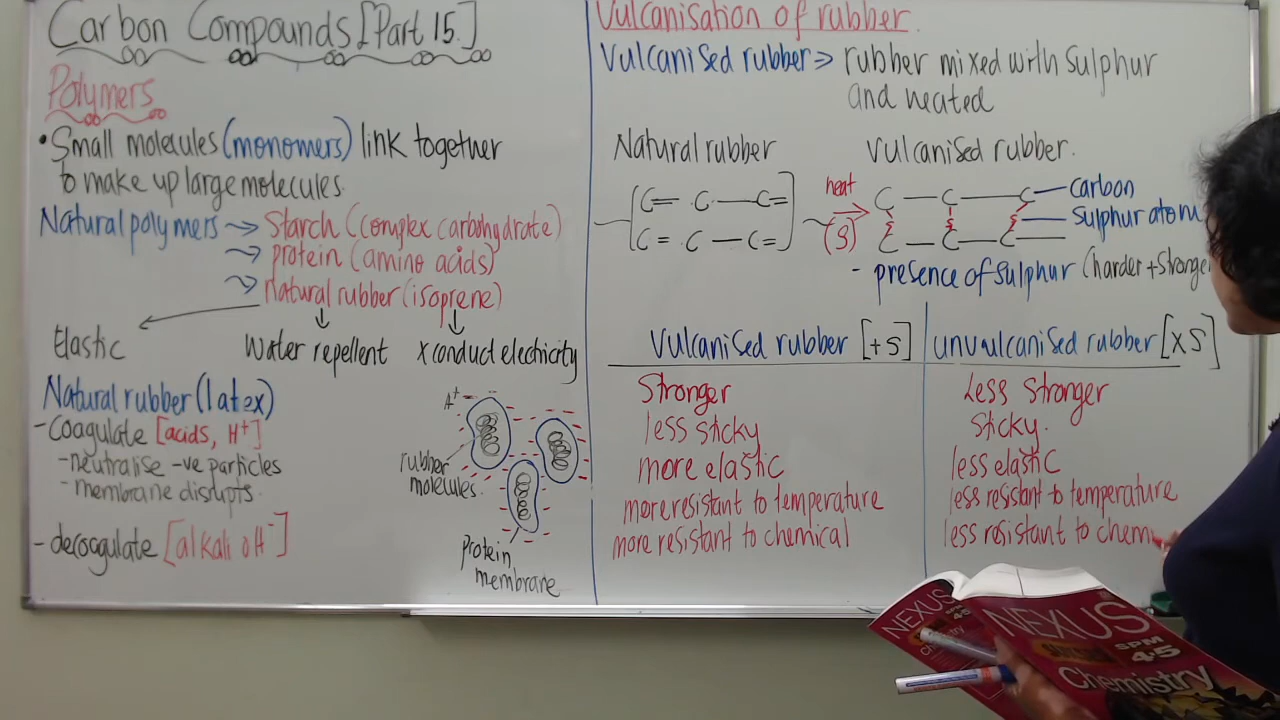 Carbon Compounds [Part 15.]
Polymers
• Small molecules (monomers) link together
to make up large molecules.
Natural polymers → Starch (complex carbohydrate)
→ protein (amino acids)
→ natural rubber (isoprene)
Elastic Water repellent x conduct electricity
Natural rubber (latex)
- Coagulate [acids, H+]
- neutralise -ve particles
- membrane disrupts.
- decoagulate [alkali OH-]
A+
rubber
molecules.
protein
membrane
Vulcanisation of rubber.
Vulcanised rubber => rubber mixed with Sulphur
and heated
Natural rubber Vulcanised rubber.
C = C — C =
C = C — C =
heat
(S)
C — C — C
C — C — C
Carbon
Sulphur atom
- presence of Sulphur (harder + Stronge
Vulcanised rubber [+S] unvulcanised rubber [x S]
Stronger Less stronger
less sticky Sticky.
more elastic less elastic
more resistant to temperature less resistant to temperature
more resistant to chemical less resistant to chemi
NEXUS
NEXUS
SPM
4·5
Chemistry